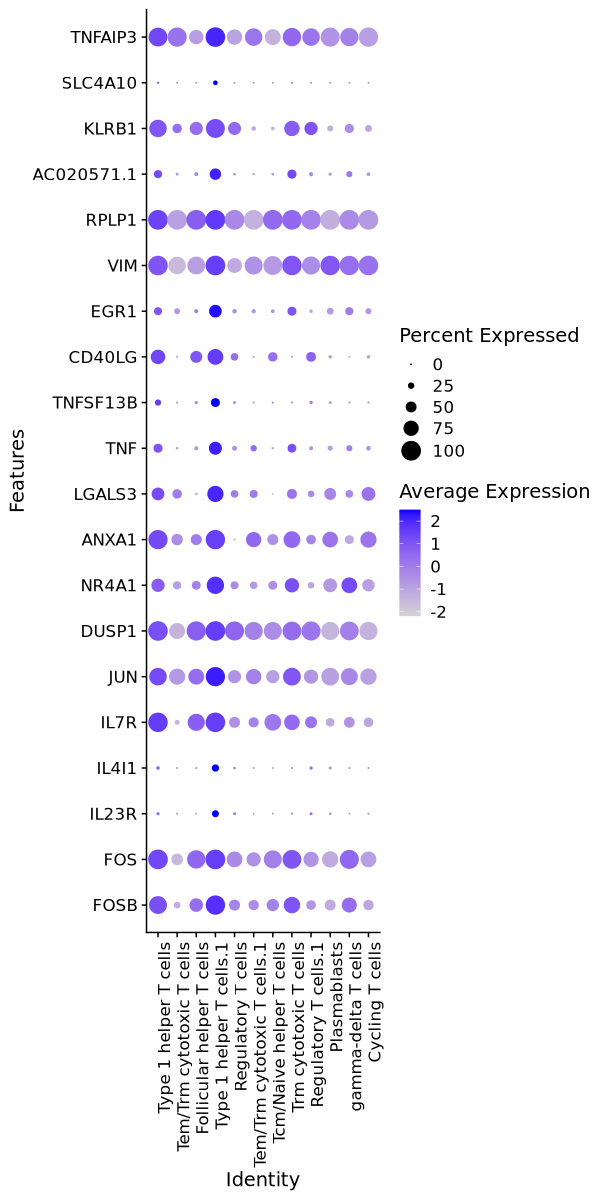 TNFAIP3
SLC4A10
KLRB1
AC020571.1
RPLP1
VIM
EGR1
CD40LG
TNFSF13B
TNF
LGALS3
ANXA1
NR4A1
DUSP1
JUN
IL7R
IL4I1
IL23R
FOS
FOSB
Features
Type 1 helper T cells
Tem/Trm cytotoxic T cells
Follicular helper T cells
Type 1 helper T cells.1
Regulatory T cells
Tem/Trm cytotoxic T cells.1
Tcm/Naive helper T cells
Trm cytotoxic T cells
Regulatory T cells.1
Plasmablasts
gamma-delta T cells
Cycling T cells
Identity
Percent Expressed
0
25
50
75
100
Average Expression
2
1
0
-1
-2